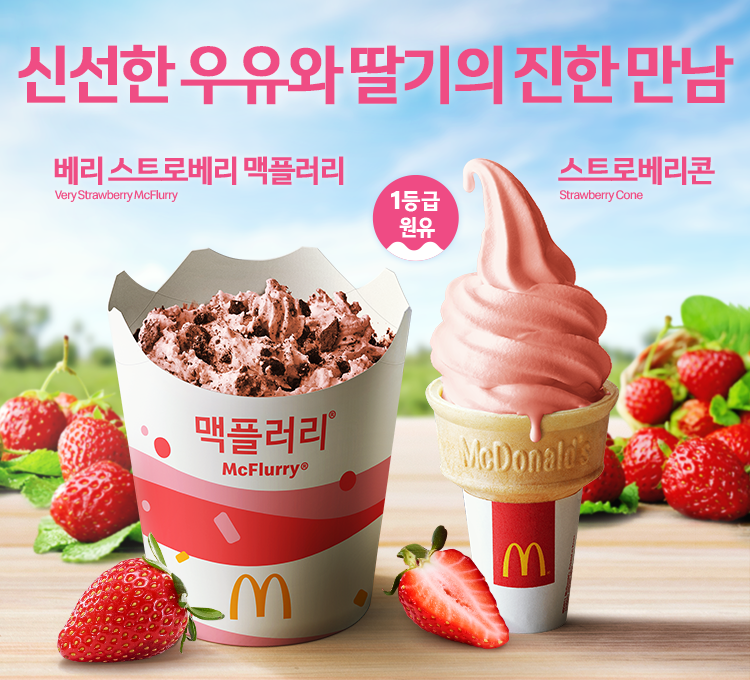 신선한 우유와 딸기의 진한 만남
베리 스트로베리 맥플러리
Very Strawberry McFlurry
스트로베리콘
Strawberry Cone
1등급
원유
맥플러리®
McFlurry®
McDonald's